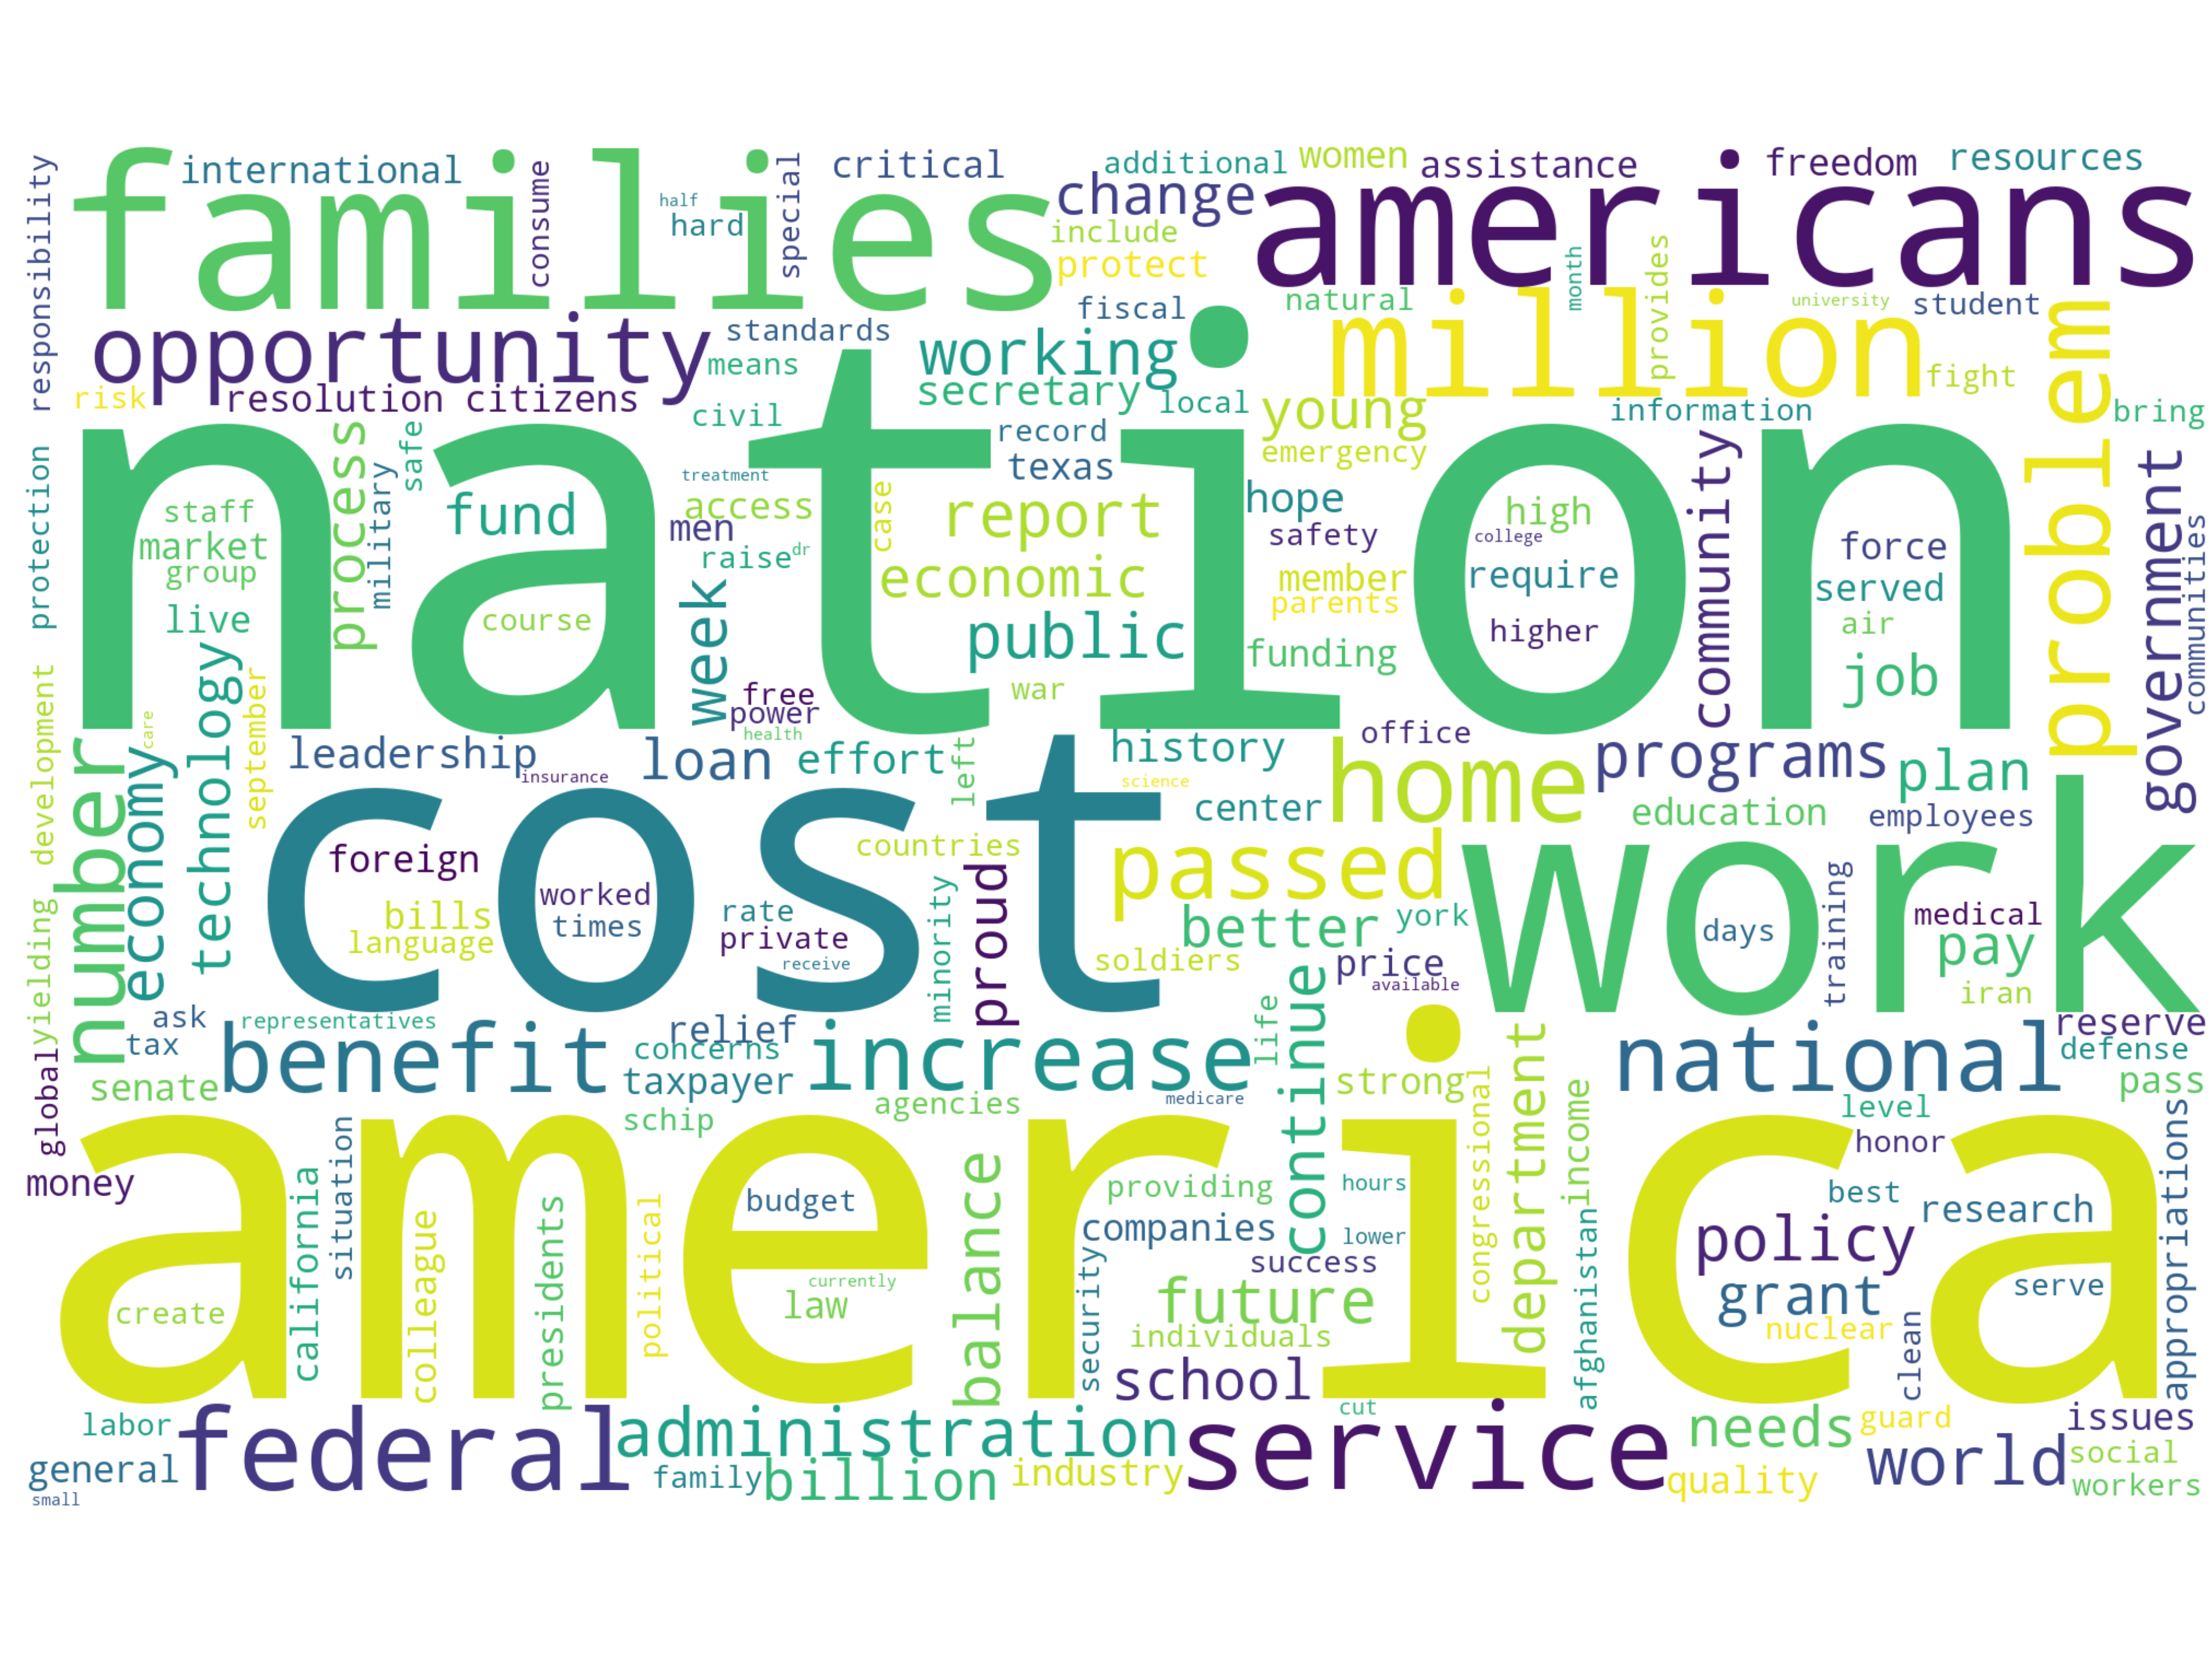 families
international
consume
half
hard
special
critical
additional
women
assistance
freedom
resources
responsibility
change
americans
include
protect
month
provides
opportunity
standards
means
fiscal
working
secretary
local
natural
million
university
student
fight
problem
bring
risk
resolution
citizens
civil
young
information
emergency
nation
process
safe
military
protection
staff
market
group
live
fund
course
treatment
access
men
raise
dr
case
week
record
texas
report
economic
public
war
hope
safety
member
parents
funding
high
college
require
higher
community
force
served
air
job
government
communities
technology
september
development
care
number
economy
free
power
health
leadership
insurance
loan
effort
left
history
science
center
office
home
programs
plan
education
employees
cost
foreign
bills
language
worked
times
rate
private
receive
countries
minority
proud
passed
better
york
soldiers
price
available
work
days
training
medical
pay
iran
yielding
ask
tax
representatives
relief
concerns
taxpayer
benefit
increase
life
continue
strong
national
reserve
defense
pass
global
senate
schip
agencies
medicare
congressional
department
income
level
honor
america
money
california
situation
colleague
presidents
political
create
budget
currently
law
balance
security
providing
companies
hours
lower
success
future
individuals
school
afghanistan
policy
grant
nuclear
best
research
serve
clean
appropriations
labor
general
small
federal
administration
family
billion
industry
service
cut
needs
guard
quality
world
issues
social
workers